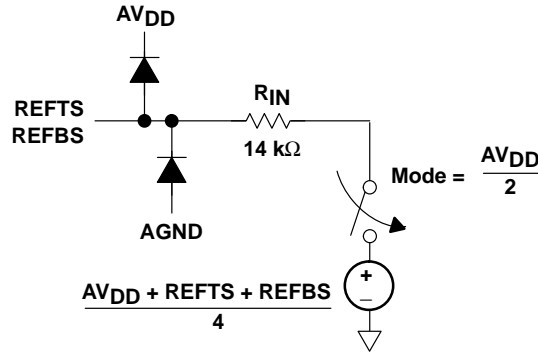 AVDD
REFTS
REFBS
RIN
14 kΩ
AGND
Mode = AVDD
2
+
−
AVDD + REFTS + REFBS
4